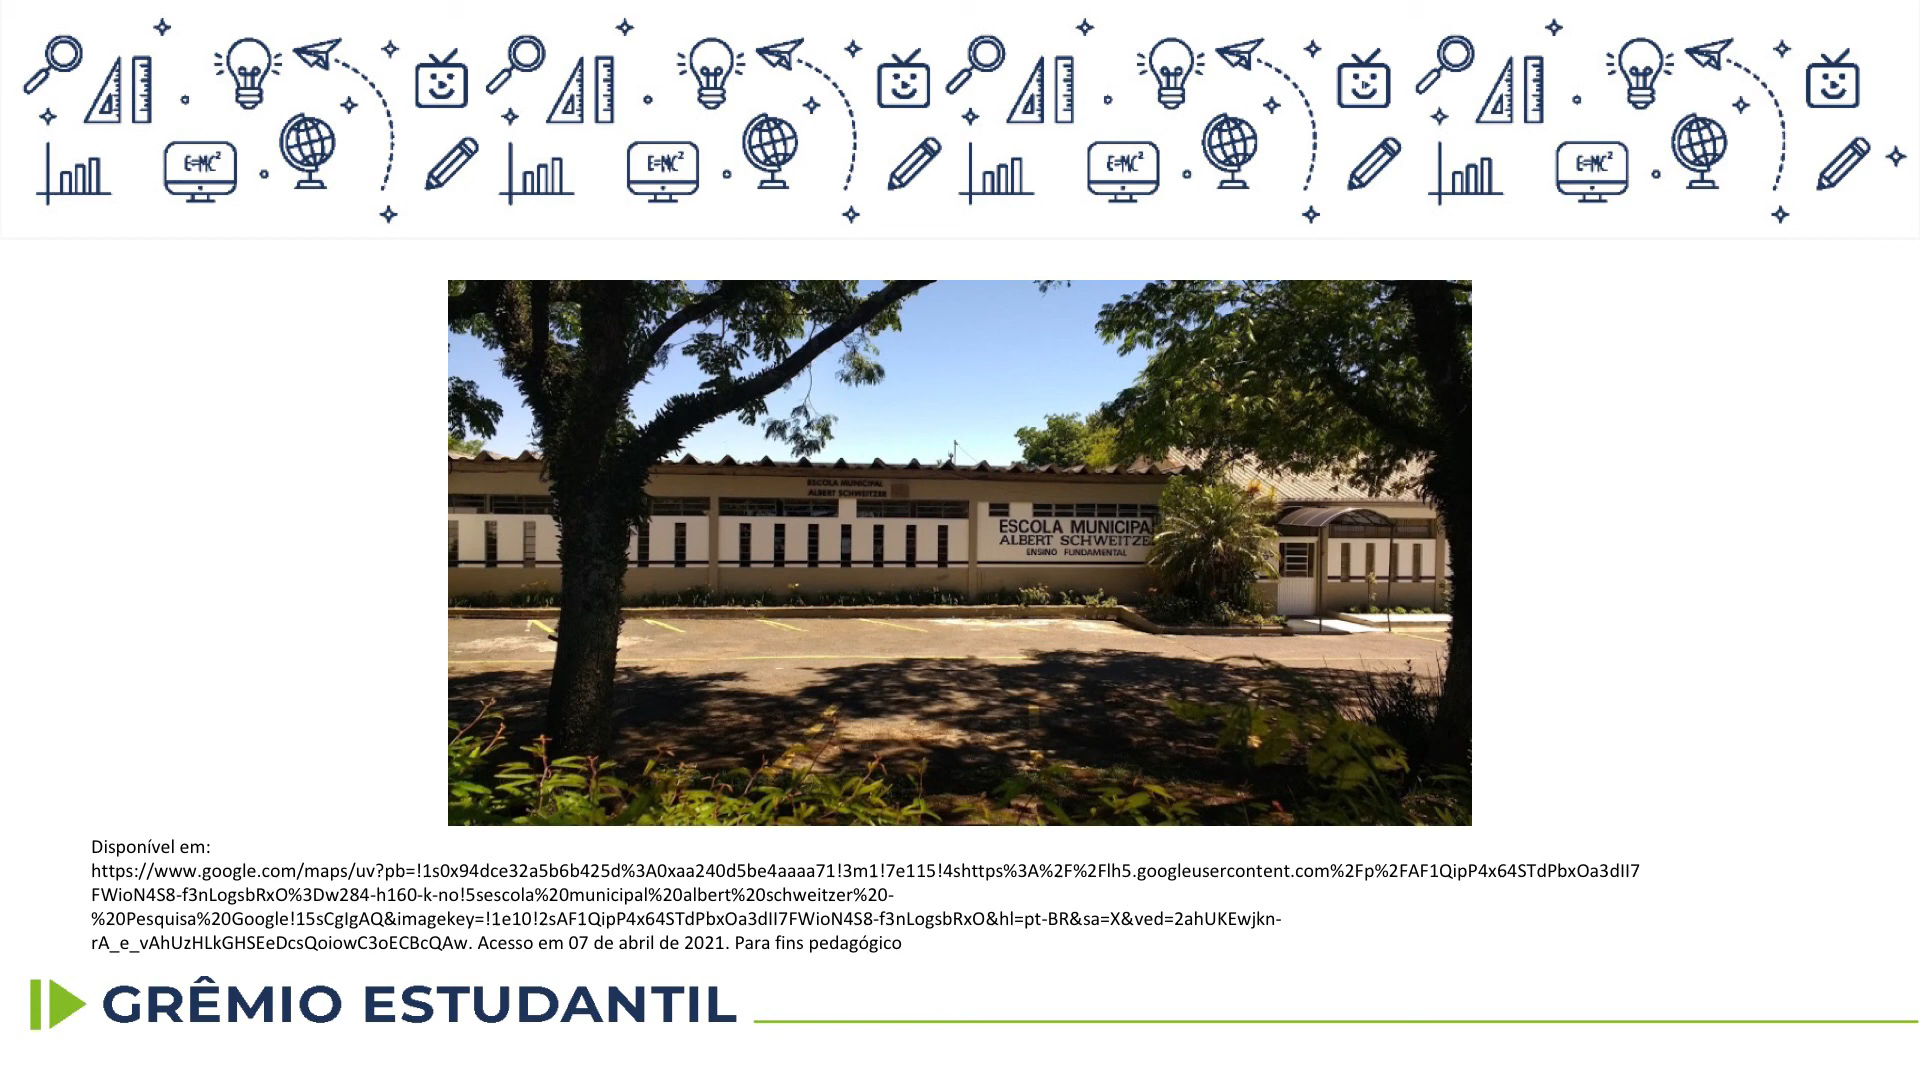 E=MC² E=MC² E=MC² E=MC²
ESCOLA MUNICIPAL
ALBERT SCHWEITZER
ESCOLA MUNICIPA
ALBERT SCHWEITZE
ENSINO FUNDAMENTAL
Disponível em:
https://www.google.com/maps/uv?pb=!1s0x94dce32a5b6b425d%3A0xaa240d5be4aaaa71!3m1!7e115!4shttps%3A%2F%2Flh5.googleusercontent.com%2Fp%2FAF1QipP4x64STdPbxOa3dII7
FWioN4S8-f3nLogsbRxO%3Dw284-h160-k-no!5sescola%20municipal%20albert%20schweitzer%20-
%20Pesquisa%20Google!15sCgIgAQ&imagekey=!1e10!2sAF1QipP4x64STdPbxOa3dII7FWioN4S8-f3nLogsbRxO&hl=pt-BR&sa=X&ved=2ahUKEwjkn-
rA_e_vAhUzHLkGHSEeDcsQoiowC3oECBcQAw. Acesso em 07 de abril de 2021. Para fins pedagógico
GRÊMIO ESTUDANTIL